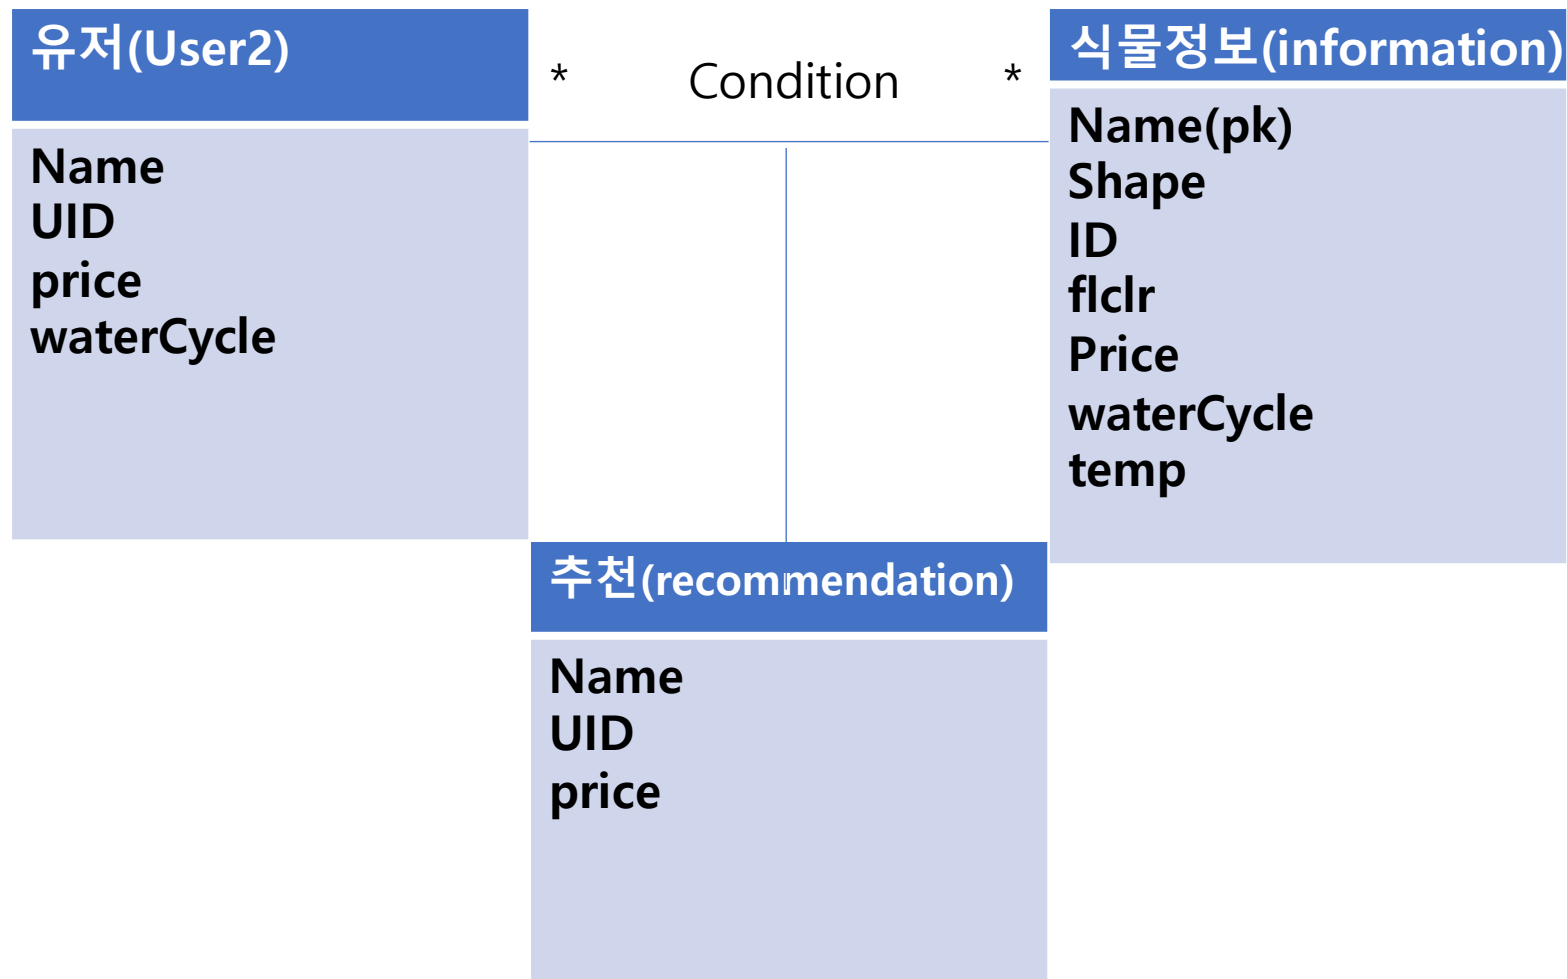 유저(User2)
Name
UID
price
waterCycle
* Condition *
식물정보(information)
Name(pk)
Shape
ID
flclr
Price
waterCycle
temp
추천(recommendation)
Name
UID
price